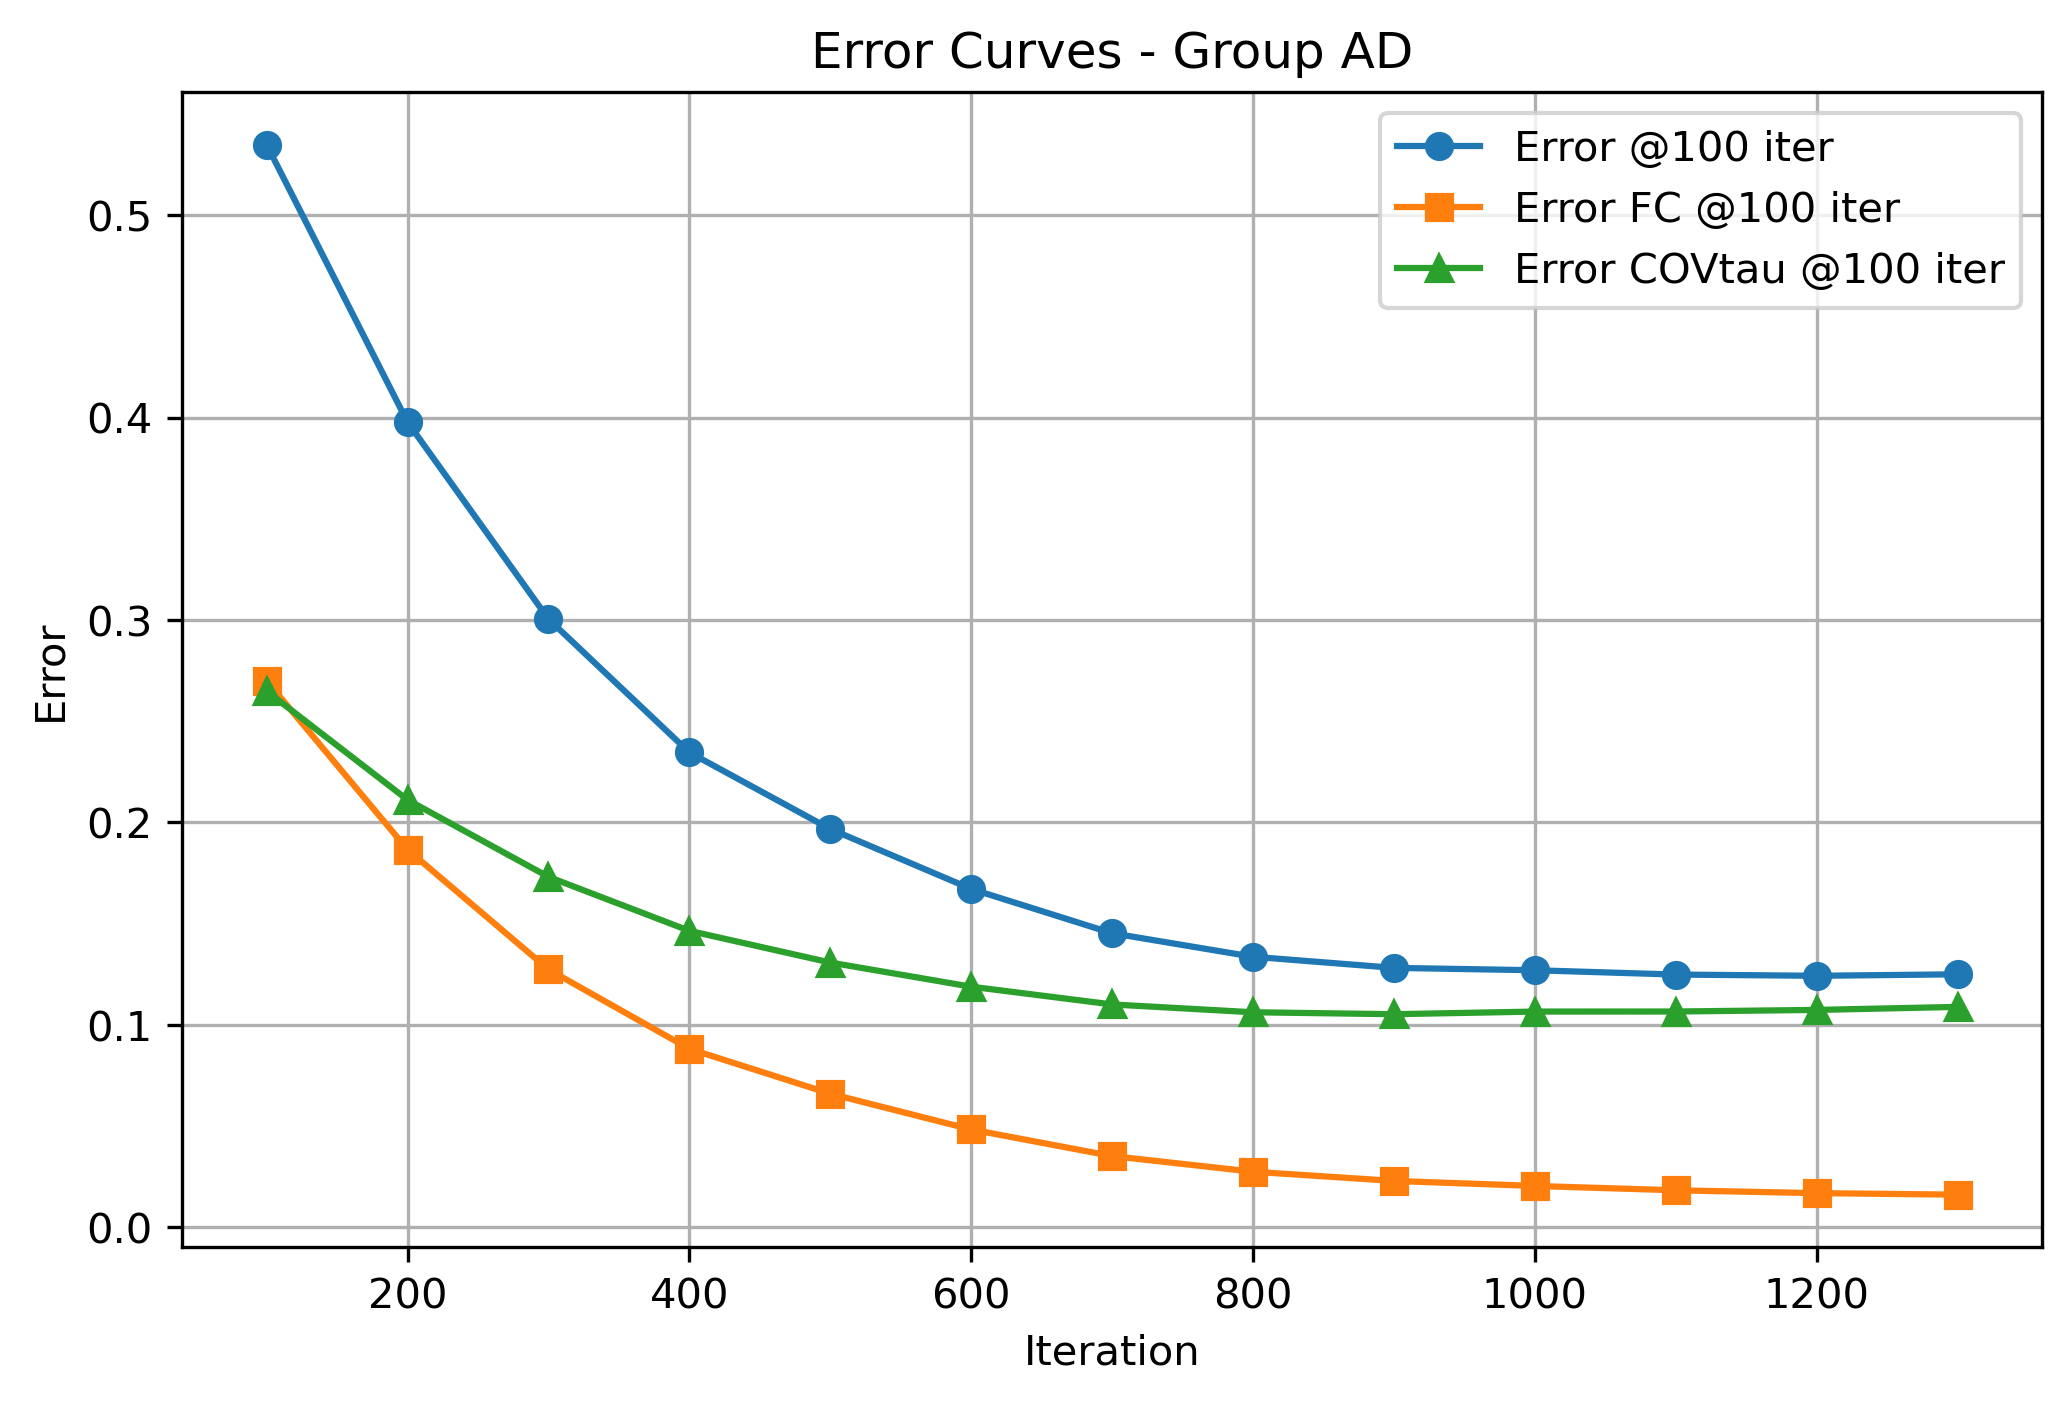 Error Curves - Group AD
Error @100 iter
Error FC @100 iter
Error COVtau @100 iter
Error
0.5
0.4
0.3
0.2
0.1
0.0
200 400 600 800 1000 1200
Iteration